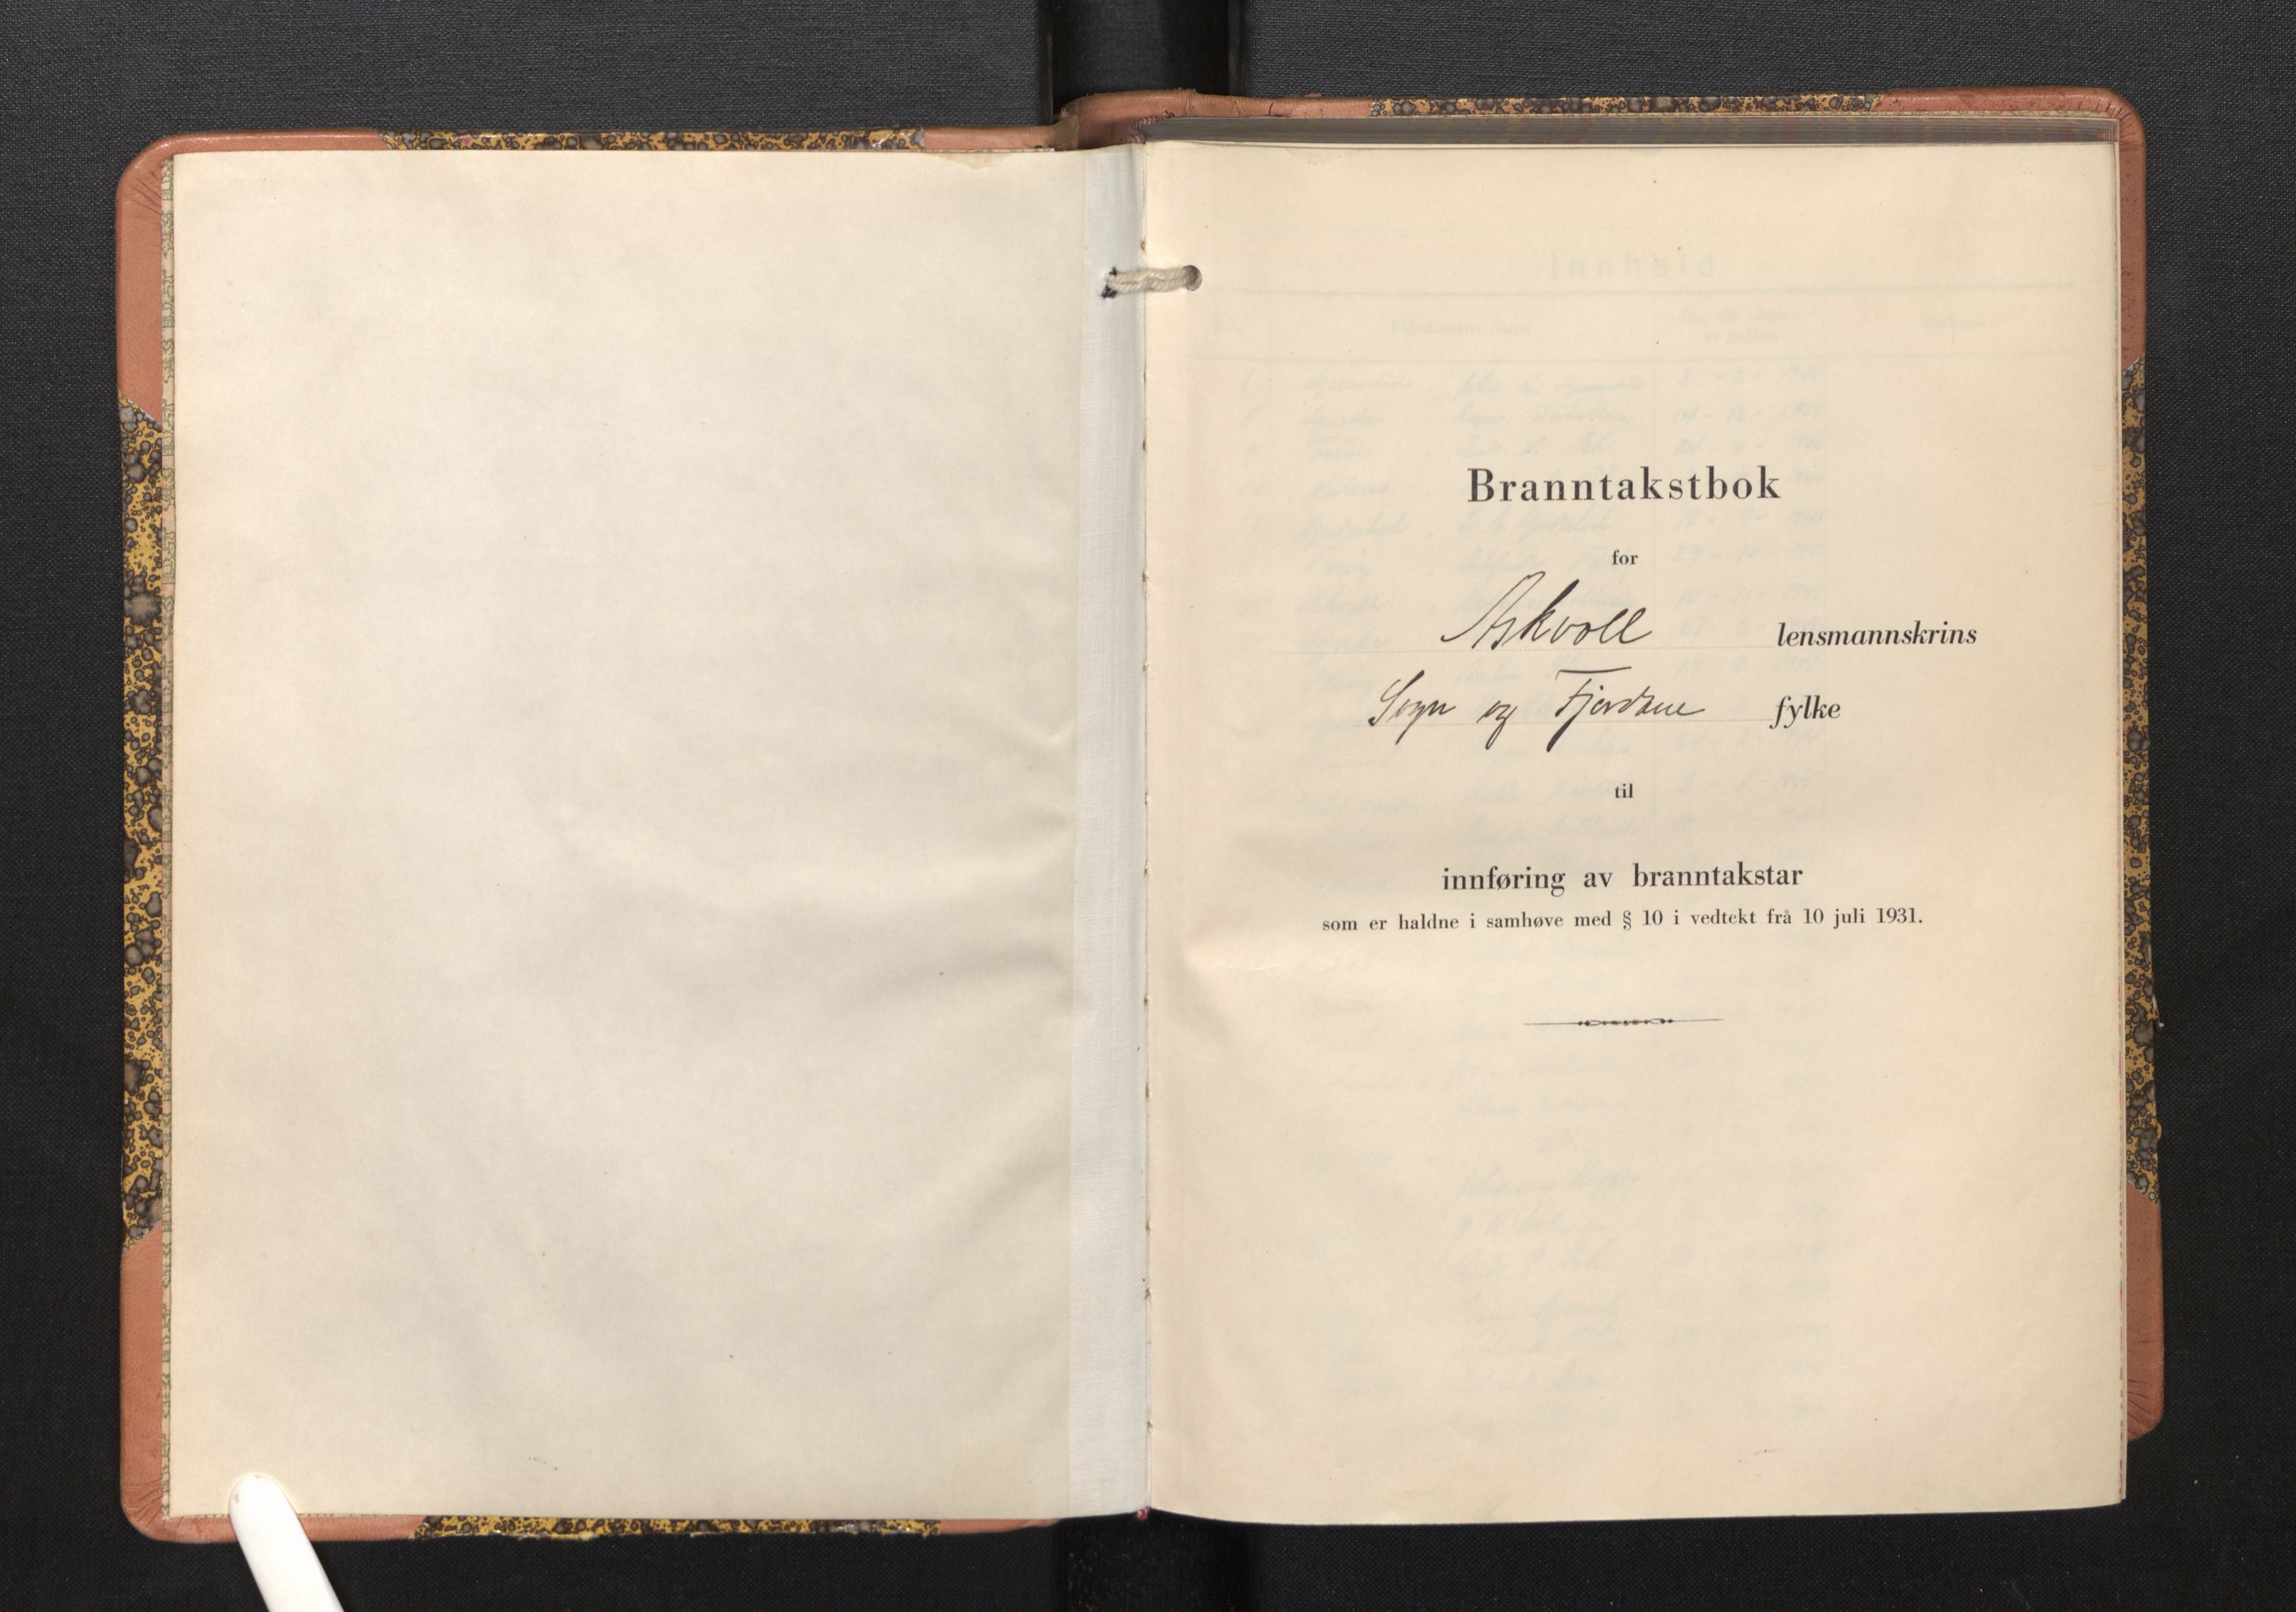 Branntakstbok
for
Askvoll lensmannskrins
Sogn og Fjordane fylke
til
innføring av branntakstar
som er haldne i samhøve med § 10 i vedtekt frå 10 juli 1931.